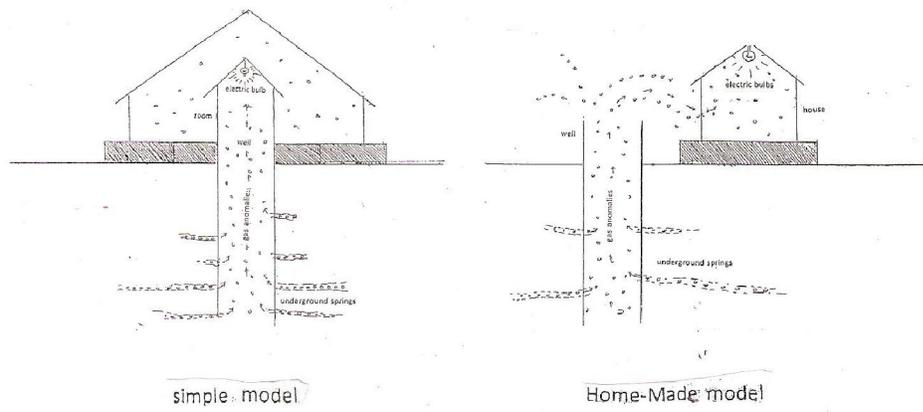 electric bulb
room
well
gas anomalies
underground springs
simple model
electric bulbs
house
well
gas anomalies
underground springs
Home-Made model